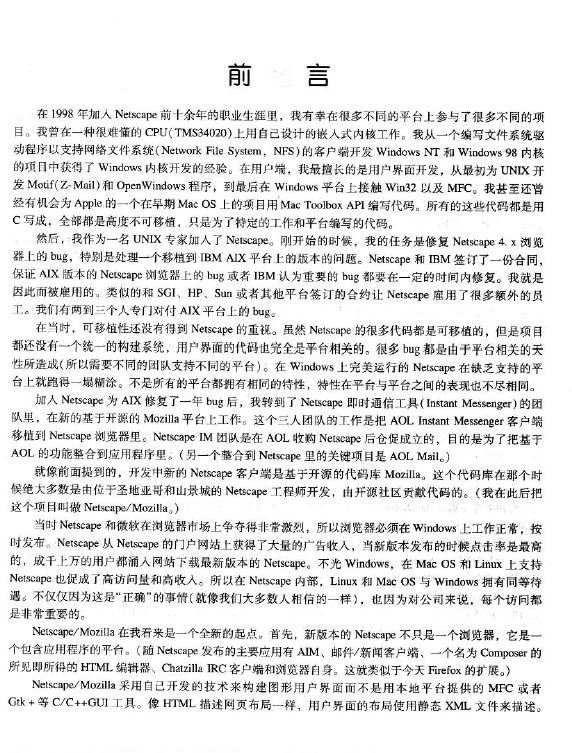 前言
在 1998 年加入 Netscape 前十余年的职业生涯里，我有幸在很多不同的平台上参与了很多不同的项
目。我曾在一种很难懂的 CPU(TMS34020)上用自己设计的嵌入式内核工作。我从一个编写文件系统驱
动程序以支持网络文件系统(Network File System，NFS)的客户端开发 Windows NT 和 Windows 98 内核
的项目中获得了 Windows 内核开发的经验。在用户端，我最擅长的是用户界面开发，从最初为 UNIX 开
发 Motif(Z-Mail)和 OpenWindows 程序，到最后在 Windows 平台上接触 Win32 以及 MFC。我甚至还曾
经有机会为 Apple 的一个在早期 Mac OS 上的项目用 Mac Toolbox API 编写代码。所有的这些代码都是用
C 写成，全部都是高度不可移植，只是为了特定的工作和平台编写的代码。
然后，我作为一名 UNIX 专家加入了 Netscape。刚开始的时候，我的任务是修复 Netscape 4. x 浏览
器上的 bug，特别是处理一个移植到 IBM AIX 平台上的版本的问题。Netscape 和 IBM 签订了一份合同，
保证 AIX 版本的 Netscape 浏览器上的 bug 或者 IBM 认为重要的 bug 都要在一定的时间内修复。我就是
因此而被雇用的。类似的和 SGI、HP、Sun 或者其他平台签订的合约让 Netscape 雇用了很多额外的员
工。我们有两到三个人专门对付 AIX 平台上的 bug。
在当时，可移植性还没有得到 Netscape 的重视。虽然 Netscape 的很多代码都是可移植的，但是项目
都还没有一个统一的构建系统，用户界面的代码也完全是平台相关的。很多 bug 都是由于平台相关的天
性所造成(所以需要不同的团队支持不同的平台)。在 Windows 上完美运行的 Netscape 在缺乏支持的平
台上就跑得一塌糊涂。不是所有的平台都拥有相同的特性，特性在平台与平台之间的表现也不尽相同。
加入 Netscape 为 AIX 修复了一年 bug 后，我转到了 Netscape 即时通信工具(Instant Messenger)的团
队里，在新的基于开源的 Mozilla 平台上工作。这个三人团队的工作是把 AOL Instant Messenger 客户端
移植到 Netscape 浏览器里。Netscape IM 团队是在 AOL 收购 Netscape 后仓促成立的，目的是为了把基于
AOL 的功能整合到应用程序里。(另一个整合到 Netscape 里的关键项目是 AOL Mail。)
就像前面提到的，开发中新的 Netscape 客户端是基于开源的代码库 Mozilla。这个代码库在那个时
候绝大多数是由位于圣地亚哥和山景城的 Netscape 工程师开发，由开源社区贡献代码的。(我在此后把
这个项目叫做 Netscape/Mozilla。)
当时 Netscape 和微软在浏览器市场上争夺得非常激烈，所以浏览器必须在 Windows 上工作正常，按
时发布。Netscape 从 Netscape 的门户网站上获得了大量的广告收入，当新版本发布的时候点击率是最高
的，成千上万的用户都涌入网站下载最新版本的 Netscape。不光 Windows，在 Mac OS 和 Linux 上支持
Netscape 也促成了高访问量和高收入。所以在 Netscape 内部，Linux 和 Mac OS 与 Windows 拥有同等待
遇。不仅仅因为这是“正确”的事情(就像我们大多数人相信的一样)，也因为对公司来说，每个访问都
是非常重要的。
Netscape/Mozilla 在我看来是一个全新的起点。首先，新版本的 Netscape 不只是一个浏览器，它是一
个包含应用程序的平台。(随 Netscape 发布的主要应用有 AIM、邮件/新闻客户端、一个名为 Composer 的
所见即所得的 HTML 编辑器、Chatzilla IRC 客户端和浏览器自身。这就类似于今天 Firefox 的扩展。)
Netscape/Mozilla 采用自己开发的技术来构建图形用户界面而不是用本地平台提供的 MFC 或者
Gtk + 等 C/C++GUI 工具。像 HTML 描述网页布局一样，用户界面的布局使用静态 XML 文件来描述。